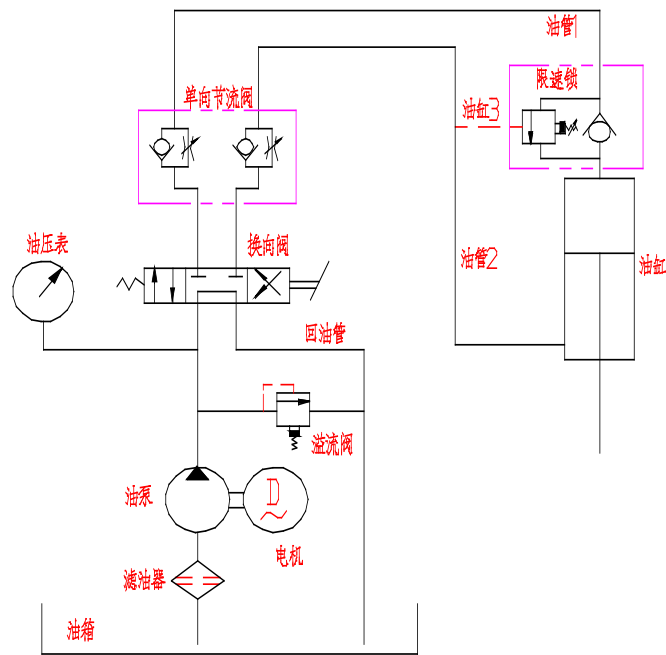 油管1
限速锁
单向节流阀
油缸3
油压表
换向阀
油管2
油缸
回油管
溢流阀
油泵
D
电机
滤油器
油箱